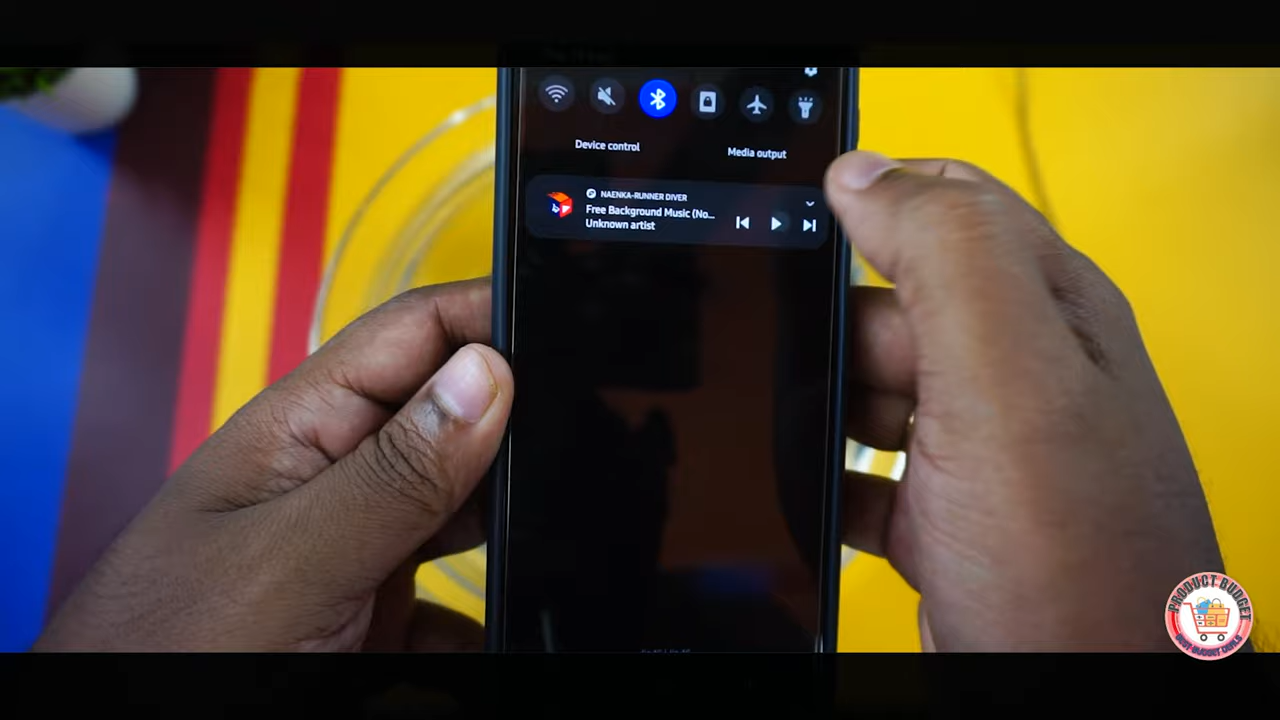 Device control
Media output
NAENKA-RUNNER DIVER
Free Background Music (No...
Unknown artist
PRODUCT BUDGET